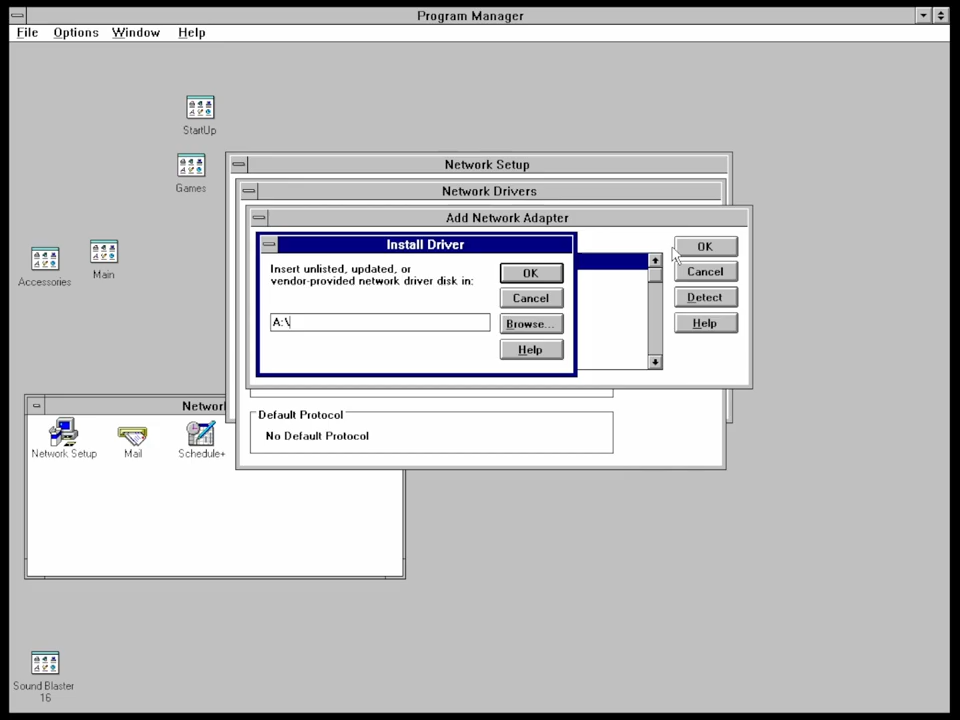 Program Manager
File Options Window Help
StartUp
Games
Accessories
Main
Network Setup
Network Drivers
Add Network Adapter
OK
Cancel
Detect
Help
Install Driver
Insert unlisted, updated, or
vendor-provided network driver disk in:
A:\
OK
Cancel
Browse...
Help
Default Protocol
No Default Protocol
Network Setup
Mail
Schedule+
Sound Blaster
16